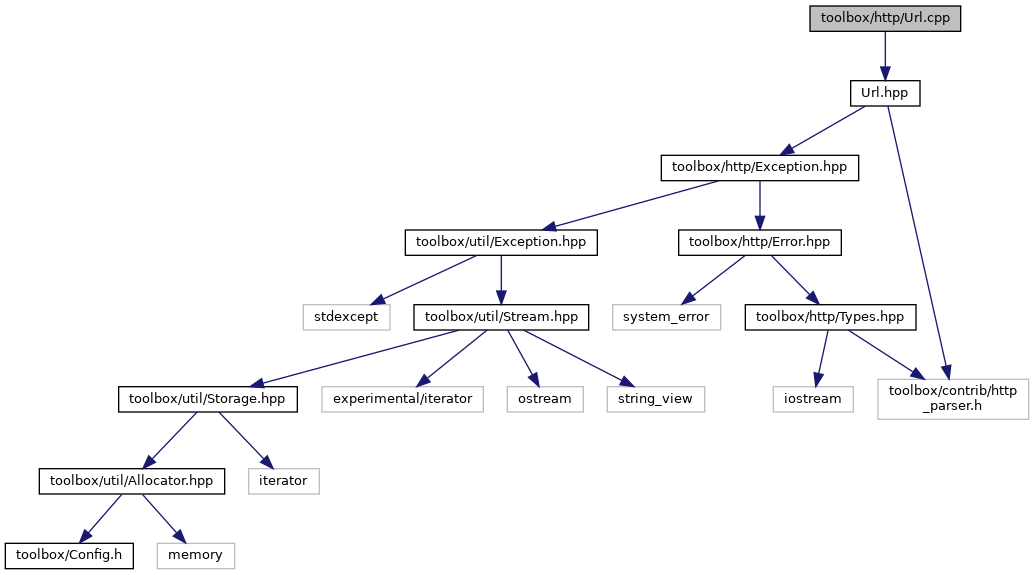 toolbox/http/Url.cpp
Url.hpp
toolbox/http/Exception.hpp
toolbox/util/Exception.hpp
toolbox/http/Error.hpp
stdexcept
toolbox/util/Stream.hpp
system_error
toolbox/http/Types.hpp
toolbox/util/Storage.hpp
experimental/iterator
ostream
string_view
iostream
toolbox/contrib/http
_parser.h
toolbox/util/Allocator.hpp
iterator
toolbox/Config.h
memory